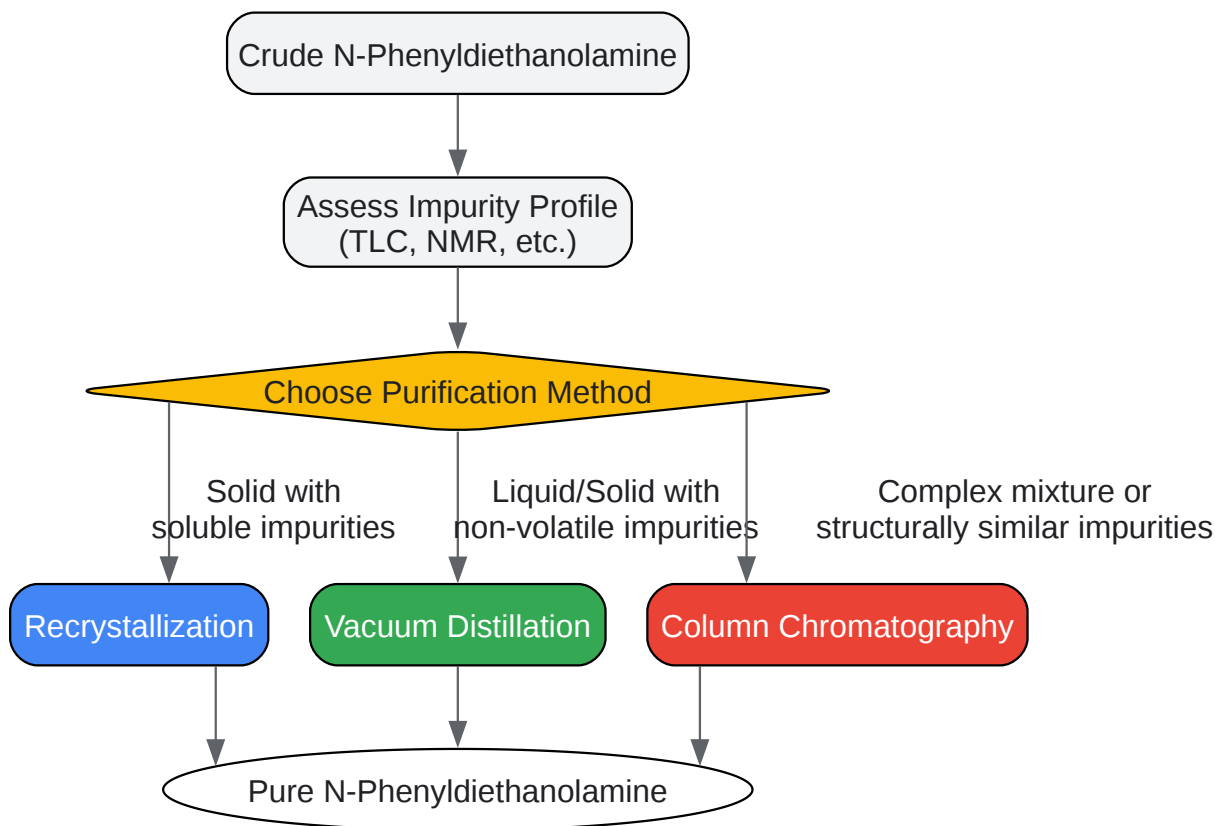 Crude N-Phenyldiethanolamine
Assess Impurity Profile
(TLC, NMR, etc.)
Choose Purification Method
Solid with
soluble impurities
Liquid/Solid with
non-volatile impurities
Complex mixture or
structurally similar impurities
Recrystallization
Vacuum Distillation
Column Chromatography
Pure N-Phenyldiethanolamine